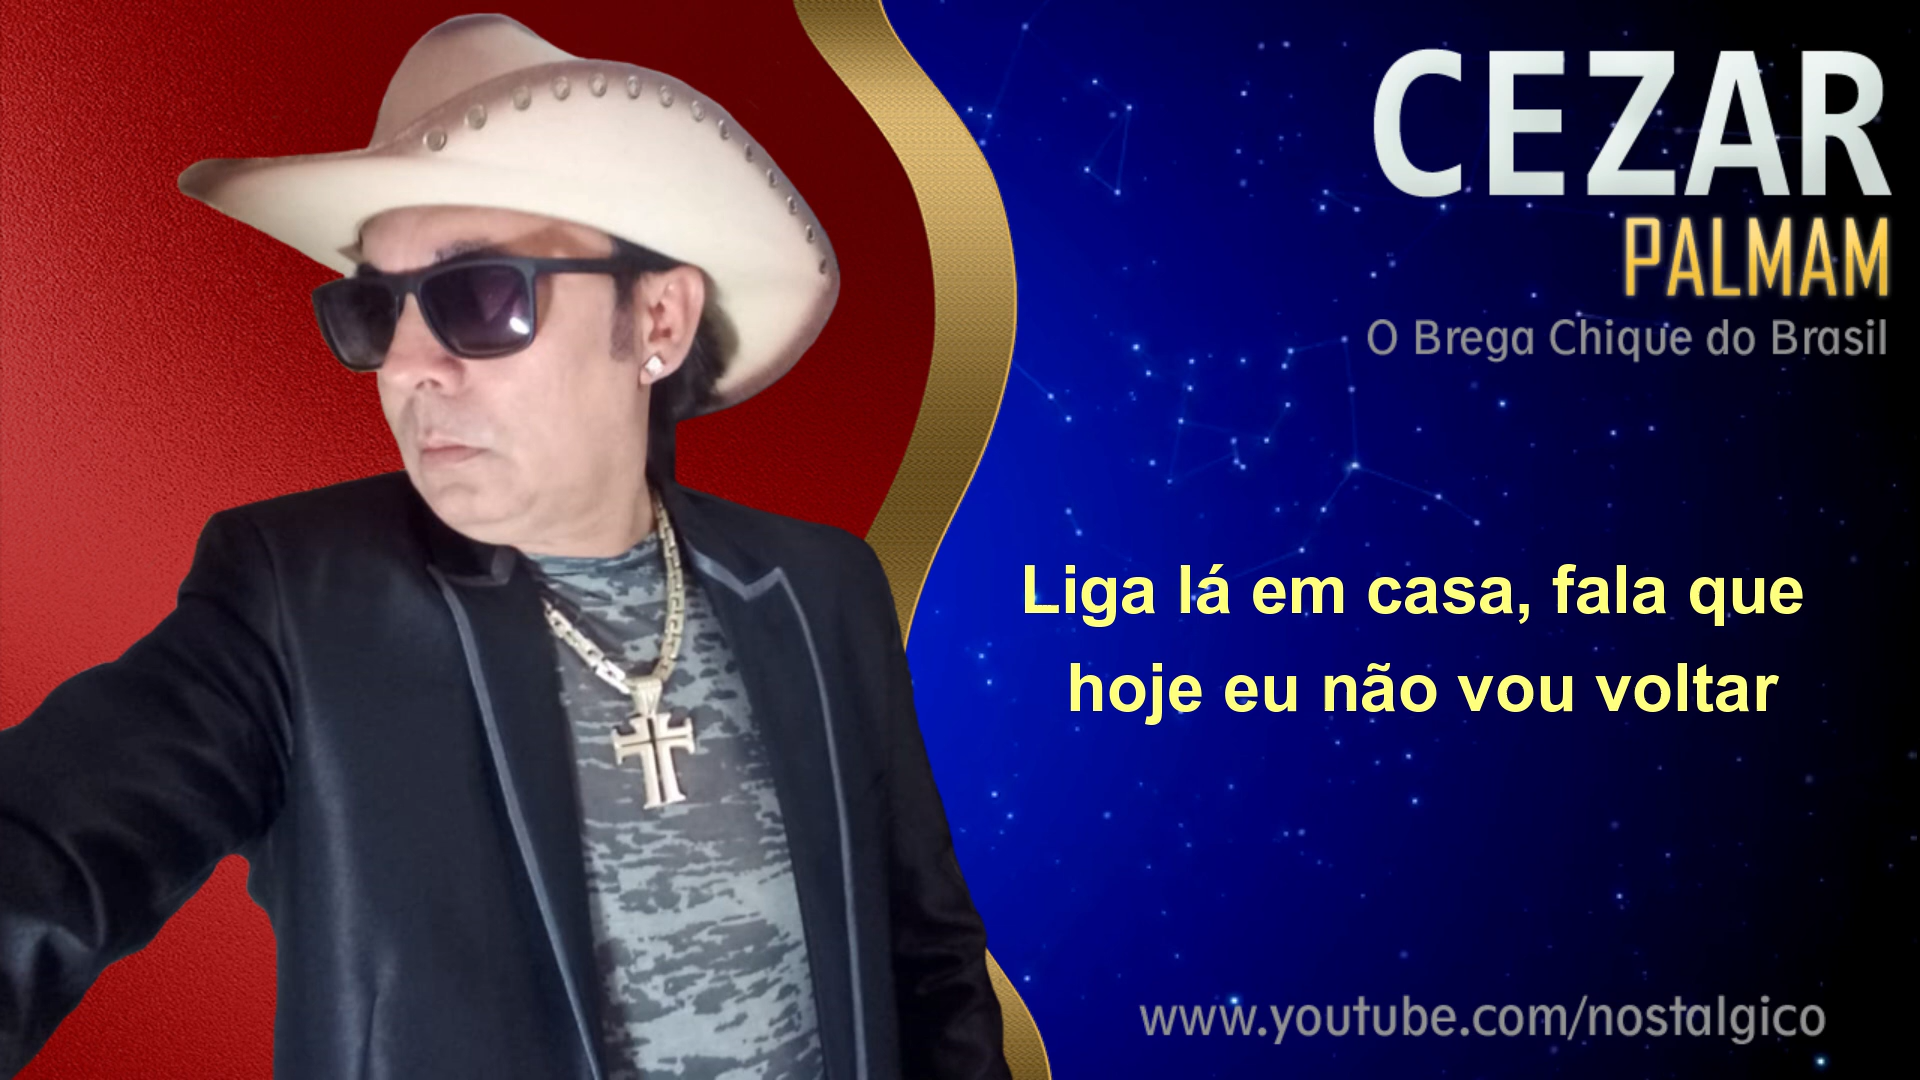 CEZAR
PALMAM
O Brega Chique do Brasil
Liga lá em casa, fala que
hoje eu não vou voltar
www.youtube.com/nostalgico